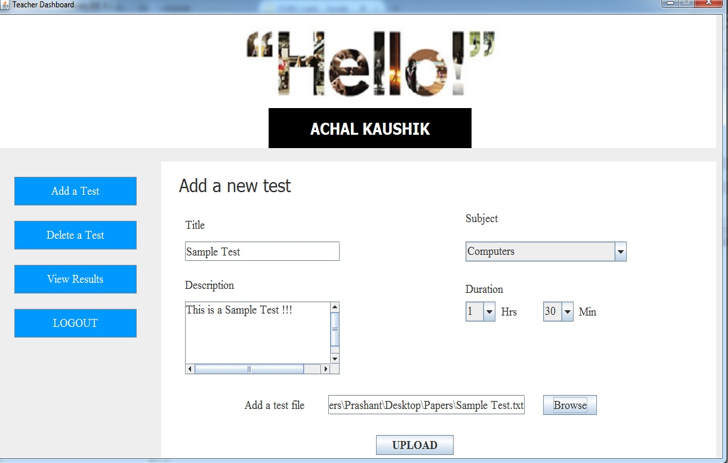 Teacher Dashboard
“Hello!”
ACHAL KAUSHIK
Add a Test
Delete a Test
View Results
LOGOUT
Add a new test
Title
Subject
Sample Test
Computers
Description
Duration
This is a Sample Test !!!
1 Hrs 30 Min
Add a test file
ers\Prashant\Desktop\Papers\Sample Test.txt
Browse
UPLOAD